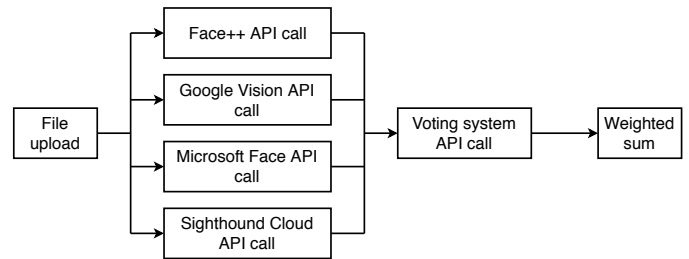 Face++ API call
Google Vision API
call
File
upload
Microsoft Face API
call
Sighthound Cloud
API call
Voting system
API call
Weighted
sum